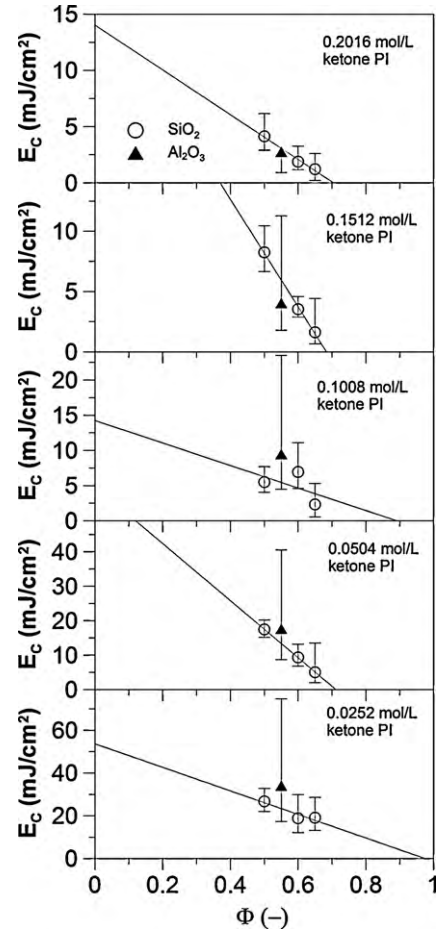 15
10
5
0
E_C (mJ/cm²)
0.2016 mol/L
ketone PI
SiO₂
Al₂O₃
10
5
0
E_C (mJ/cm²)
0.1512 mol/L
ketone PI
20
15
10
5
0
E_C (mJ/cm²)
0.1008 mol/L
ketone PI
40
30
20
10
0
E_C (mJ/cm²)
0.0504 mol/L
ketone PI
60
40
20
0
E_C (mJ/cm²)
0.0252 mol/L
ketone PI
0 0.2 0.4 0.6 0.8 1
Φ (–)